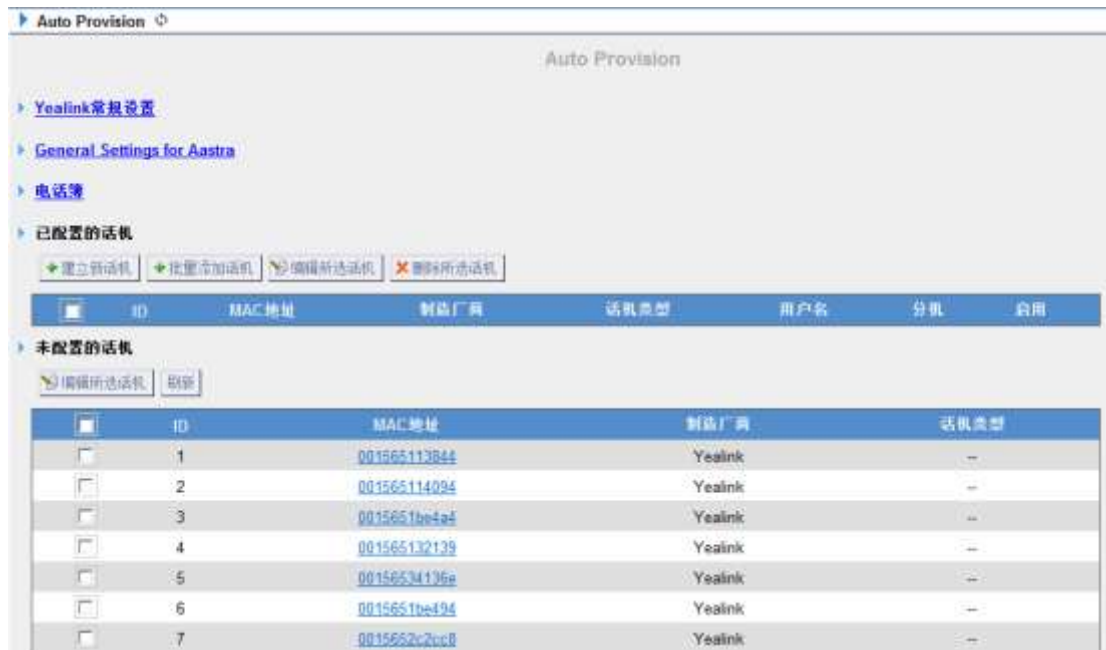 Auto Provision
Auto Provision
Yealink常规设置
General Settings for Aastra
电话簿
已配置的话机
建立新话机 批量添加话机 编辑所选话机 删除所选话机
ID MAC地址 制造厂商 话机类型 用户名 分机 启用
未配置的话机
编辑所选话机 刷新
ID MAC地址 制造厂商 话机类型
1 001565113844 Yealink --
2 001565114094 Yealink --
3 0015651be4a4 Yealink --
4 001565132139 Yealink --
5 00156534136e Yealink --
6 0015651be494 Yealink --
7 0015652c2cc8 Yealink --